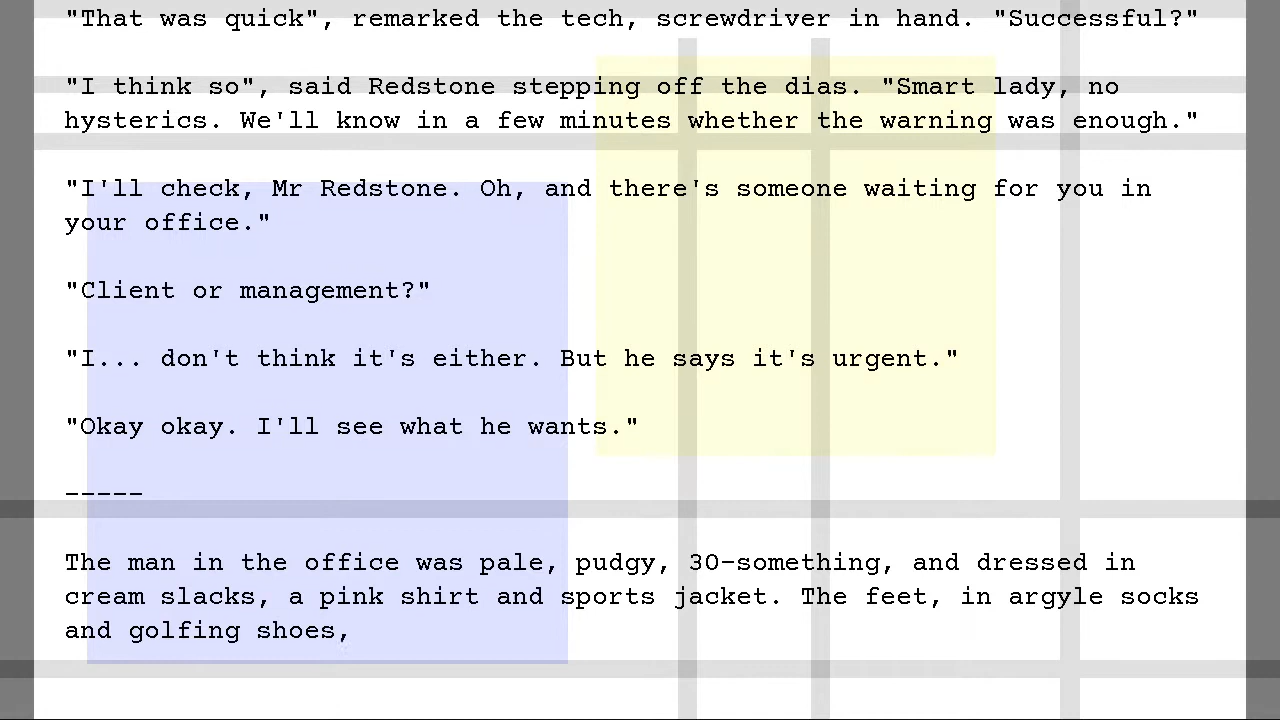 "That was quick", remarked the tech, screwdriver in hand. "Successful?"
"I think so", said Redstone stepping off the dias. "Smart lady, no
hysterics. We'll know in a few minutes whether the warning was enough."
"I'll check, Mr Redstone. Oh, and there's someone waiting for you in
your office."
"Client or management?"
"I... don't think it's either. But he says it's urgent."
"Okay okay. I'll see what he wants."
-----
The man in the office was pale, pudgy, 30-something, and dressed in
cream slacks, a pink shirt and sports jacket. The feet, in argyle socks
and golfing shoes,